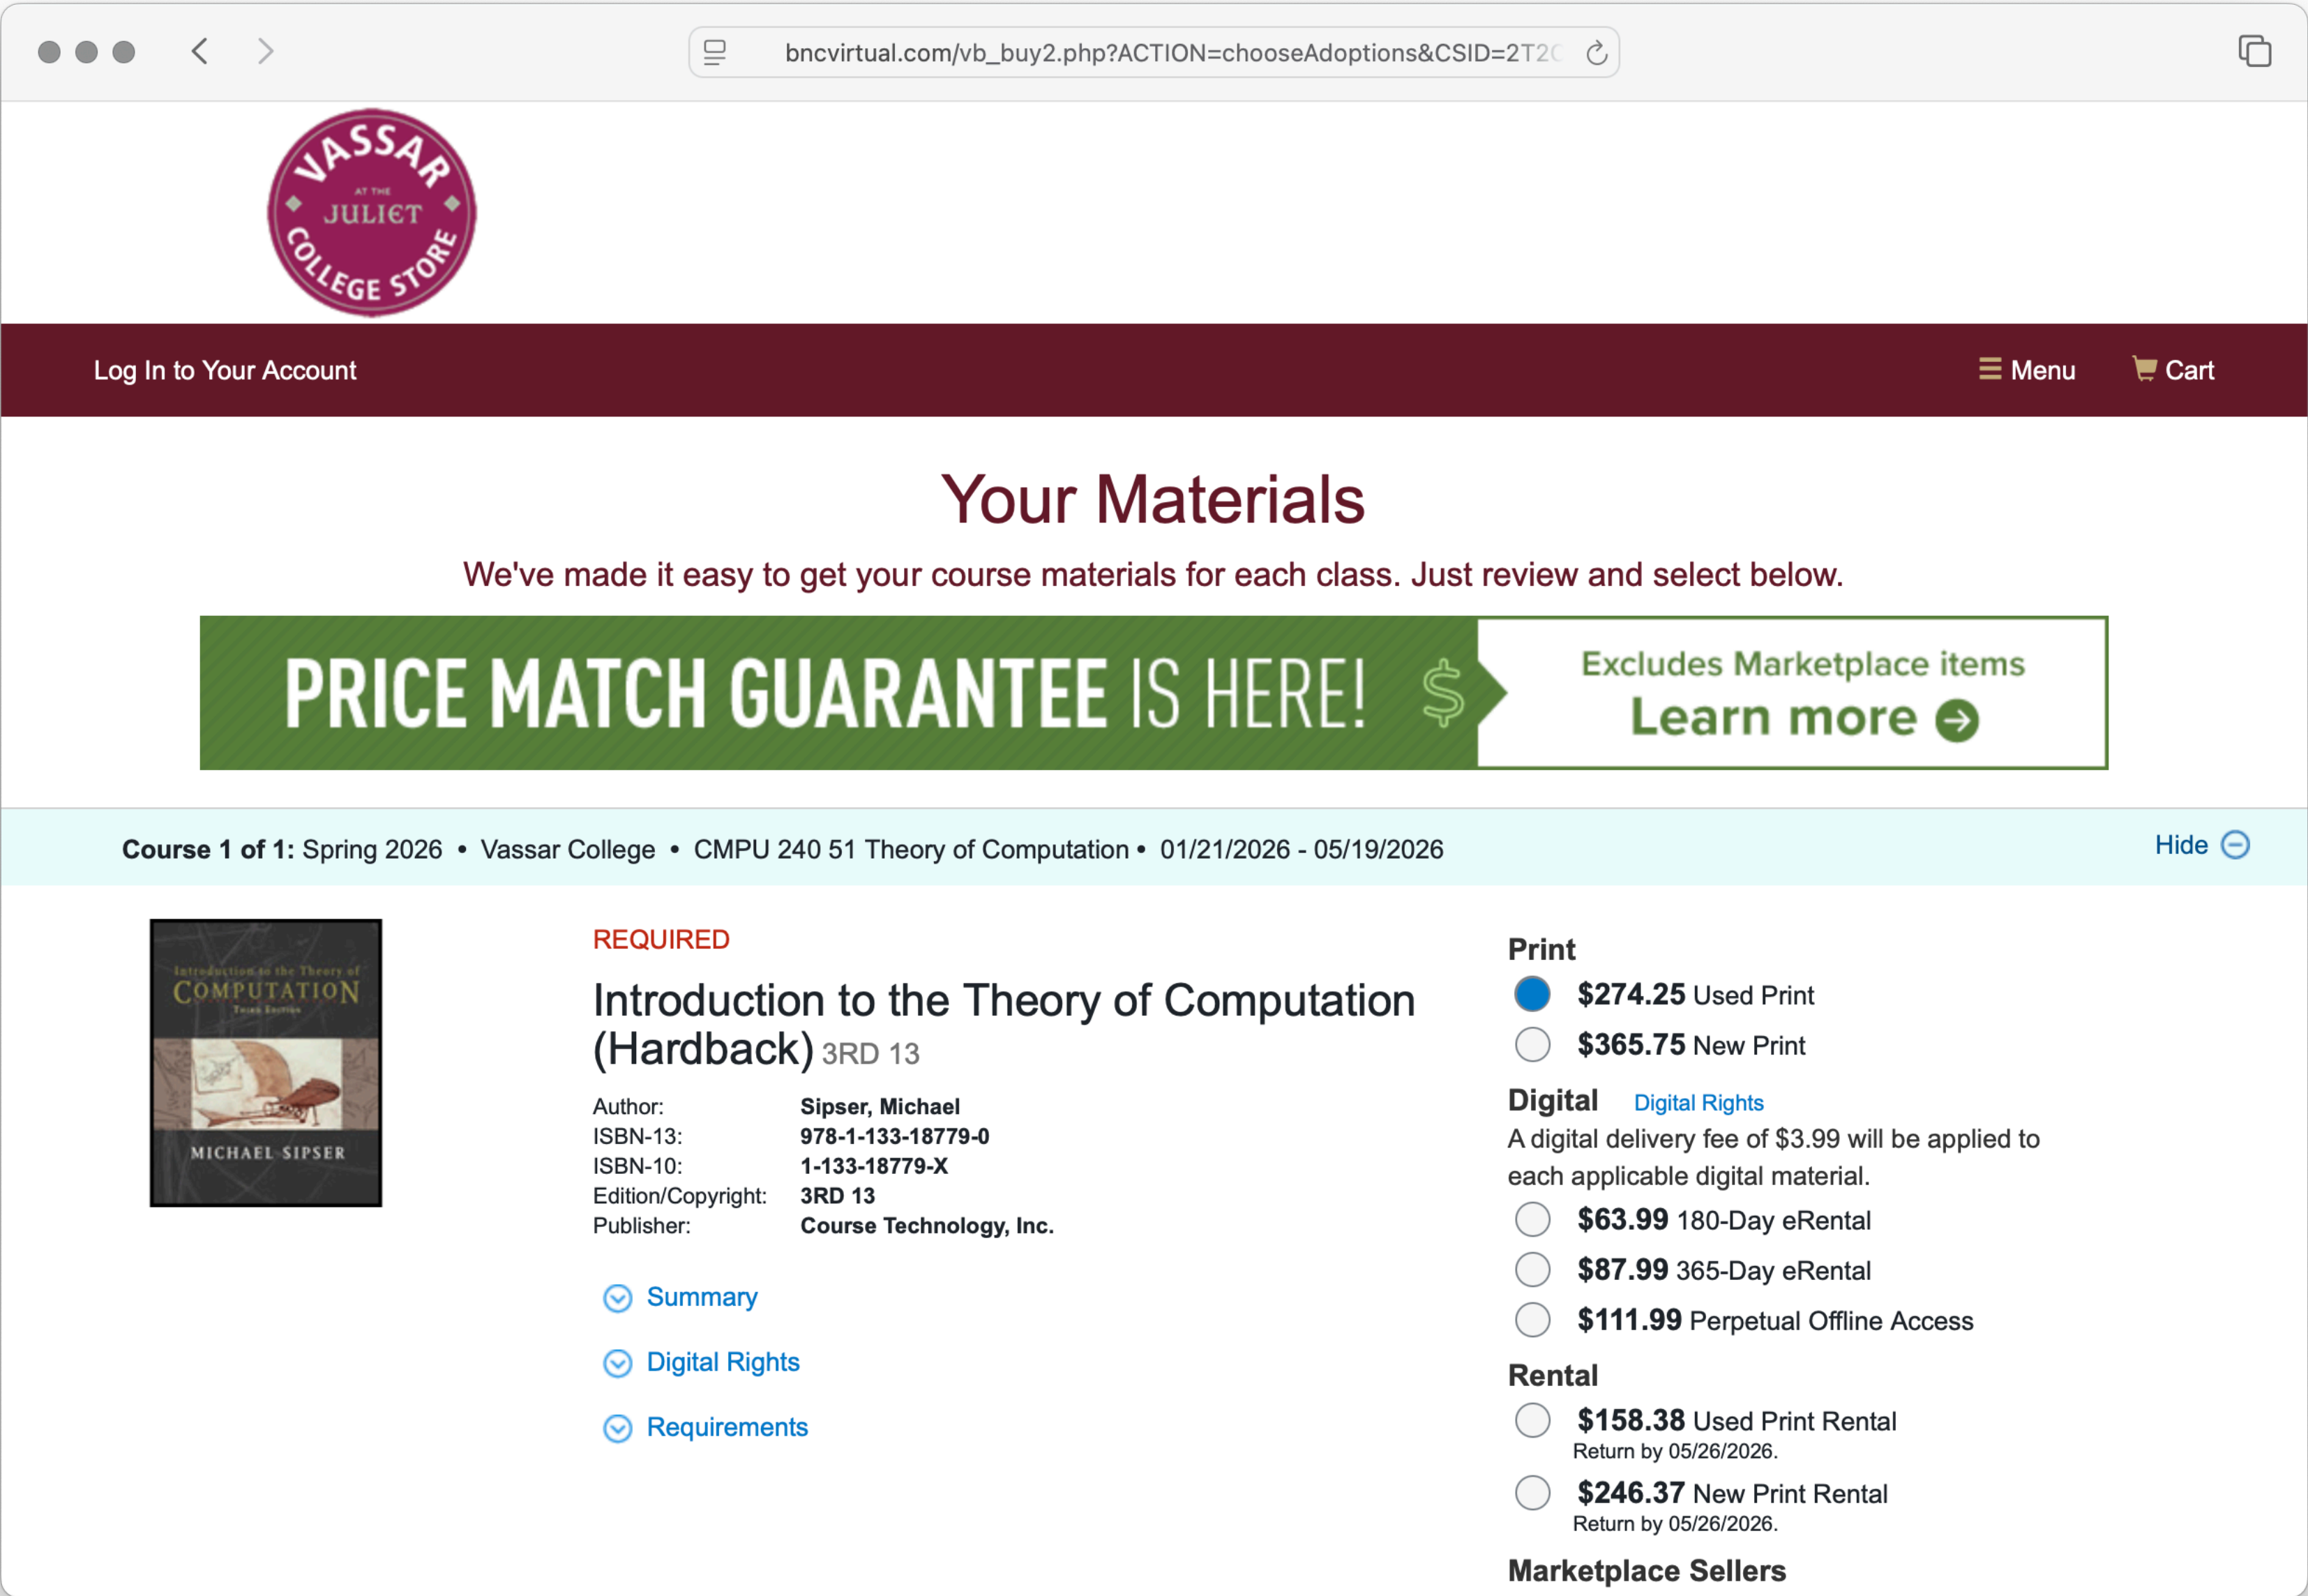 bncvirtual.com/vb_buy2.php?ACTION=chooseAdoptions&CSID=2T2
VASSAR
AT THE
JULIET
COLLEGE STORE
Log In to Your Account
Menu
Cart
Your Materials
We've made it easy to get your course materials for each class. Just review and select below.
PRICE MATCH GUARANTEE IS HERE! $
Excludes Marketplace items
Learn more
Course 1 of 1: Spring 2026 • Vassar College • CMPU 240 51 Theory of Computation • 01/21/2026 - 05/19/2026
Hide
Introduction to the Theory of
COMPUTATION
THIRD EDITION
MICHAEL SIPSER
REQUIRED
Introduction to the Theory of Computation
(Hardback) 3RD 13
Author: Sipser, Michael
ISBN-13: 978-1-133-18779-0
ISBN-10: 1-133-18779-X
Edition/Copyright: 3RD 13
Publisher: Course Technology, Inc.
Summary
Digital Rights
Requirements
Print
$274.25 Used Print
$365.75 New Print
Digital Digital Rights
A digital delivery fee of $3.99 will be applied to
each applicable digital material.
$63.99 180-Day eRental
$87.99 365-Day eRental
$111.99 Perpetual Offline Access
Rental
$158.38 Used Print Rental
Return by 05/26/2026.
$246.37 New Print Rental
Return by 05/26/2026.
Marketplace Sellers